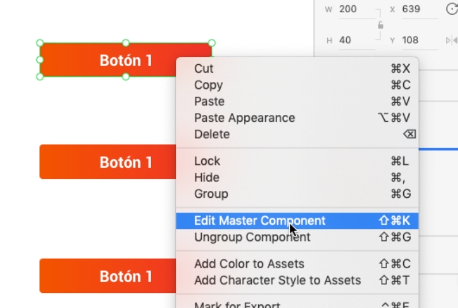 W 200 X 639
H 40 Y 108
Botón 1
Cut ⌘X
Copy ⌘C
Paste ⌘V
Paste Appearance ⌥⌘V
Delete ⌫
Botón 1
Lock ⌘L
Hide ⌘,
Group ⌘G
Edit Master Component ⇧⌘K
Ungroup Component ⇧⌘G
Botón 1
Add Color to Assets ⇧⌘C
Add Character Style to Assets ⇧⌘T
Mark for Export ⇧⌘E